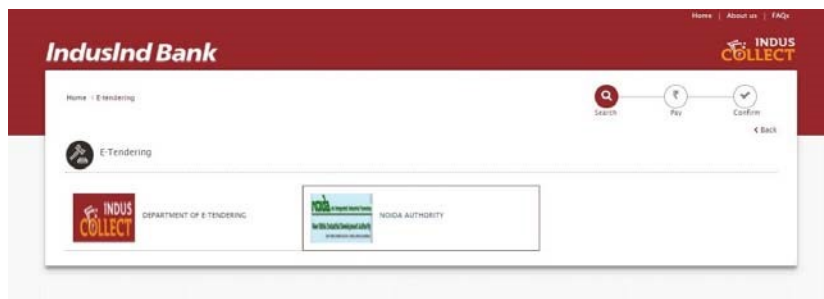 Home | About us | FAQs
IndusInd Bank
INDUS
COLLECT
Home › E-tendering
Search
₹
Pay
Confirm
< Back
E-Tendering
INDUS
COLLECT
DEPARTMENT OF E-TENDERING
noida
NOIDA AUTHORITY